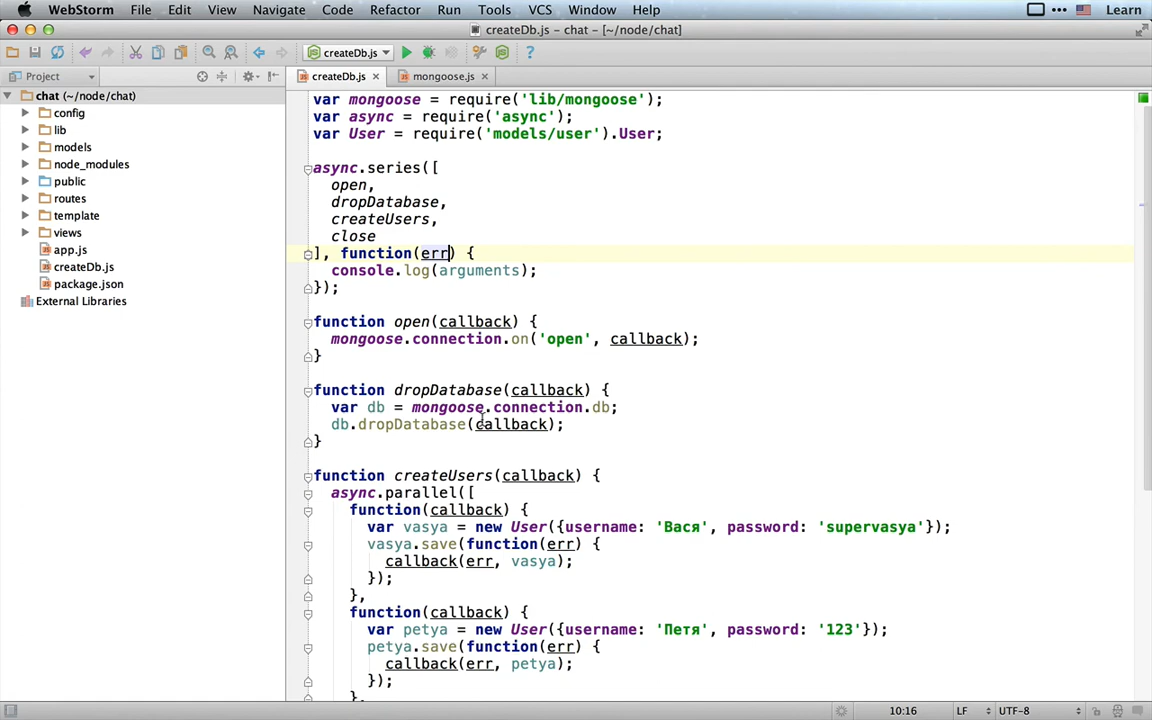 WebStorm File Edit View Navigate Code Refactor Run Tools VCS Window Help Learn
createDb.js – chat – [~/node/chat]
createDb.js
Project createDb.js mongoose.js
chat (~/node/chat)
config
lib
models
node_modules
public
routes
template
views
app.js
createDb.js
package.json
External Libraries
var mongoose = require('lib/mongoose');
var async = require('async');
var User = require('models/user').User;
async.series([
open,
dropDatabase,
createUsers,
close
], function(err) {
console.log(arguments);
});
function open(callback) {
mongoose.connection.on('open', callback);
}
function dropDatabase(callback) {
var db = mongoose.connection.db;
db.dropDatabase(callback);
}
function createUsers(callback) {
async.parallel([
function(callback) {
var vasya = new User({username: 'Вася', password: 'supervasya'});
vasya.save(function(err) {
callback(err, vasya);
});
},
function(callback) {
var petya = new User({username: 'Петя', password: '123'});
petya.save(function(err) {
callback(err, petya);
});
},
10:16 LF UTF-8